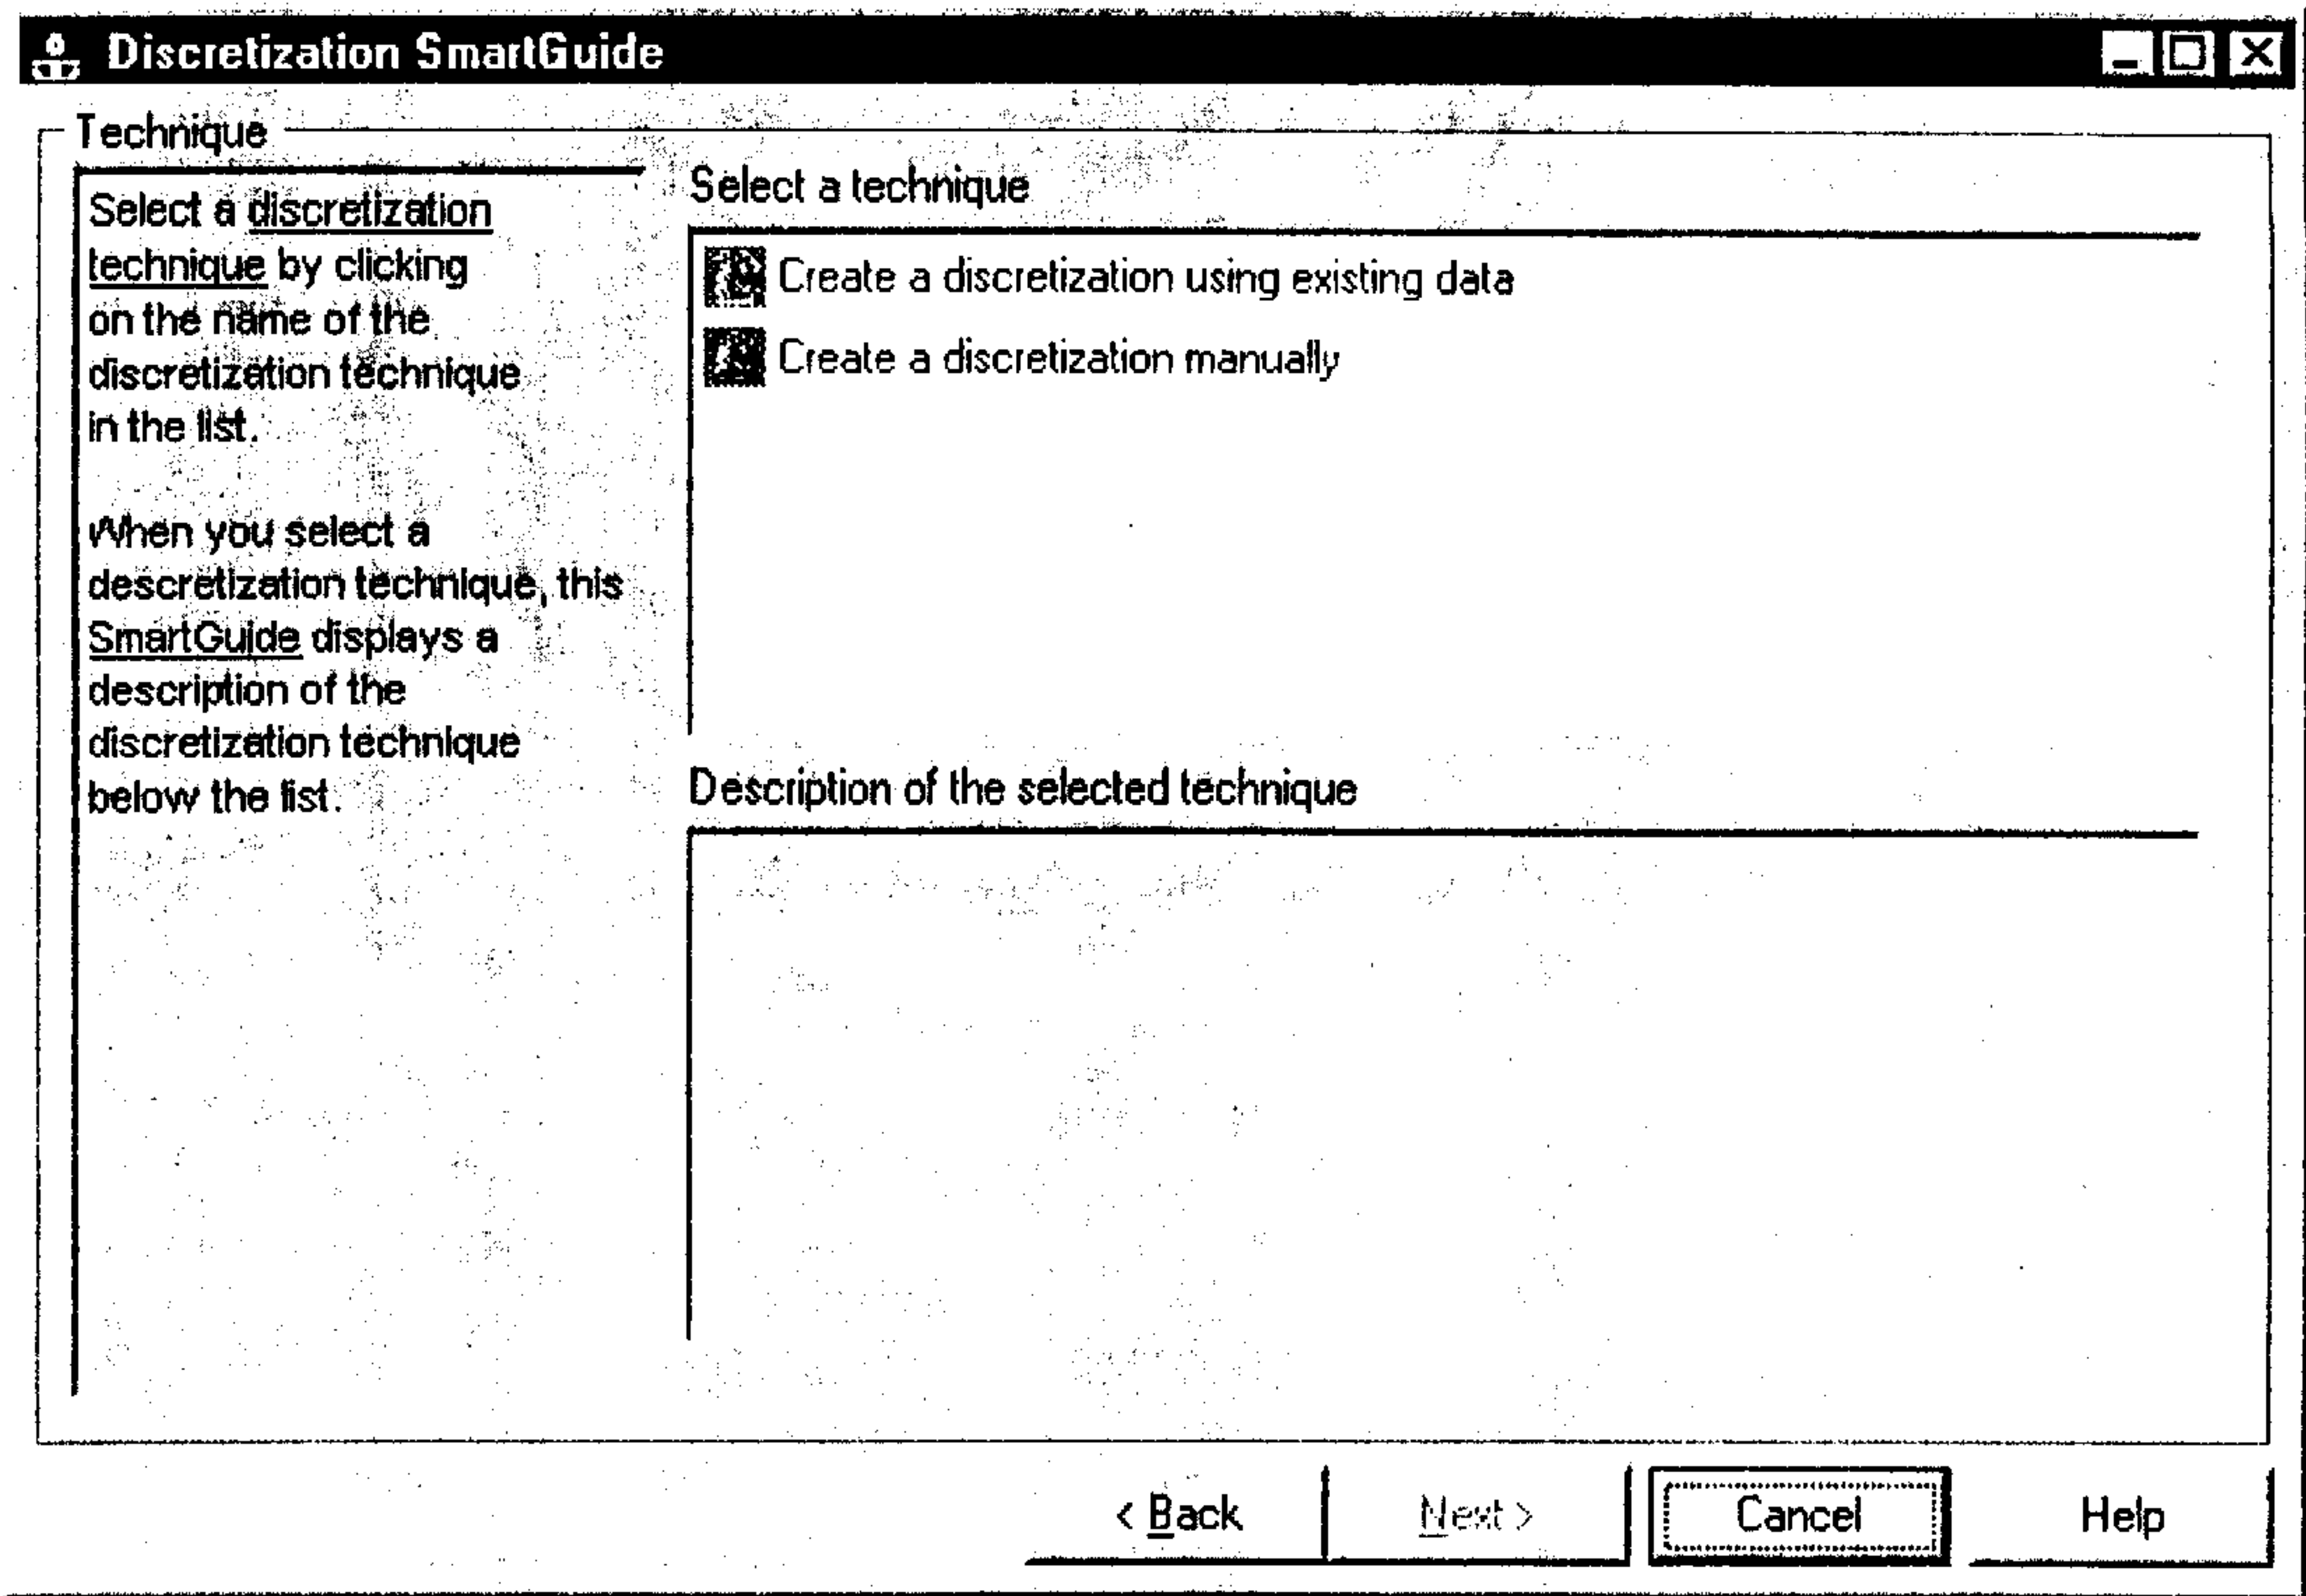 Discretization SmartGuide
Technique
Select a discretization
technique by clicking
on the name of the
discretization technique
in the list.
When you select a
descretization technique, this
SmartGuide displays a
description of the
discretization technique
below the list.
Select a technique
Create a discretization using existing data
Create a discretization manually
Description of the selected technique
< Back
Next >
Cancel
Help